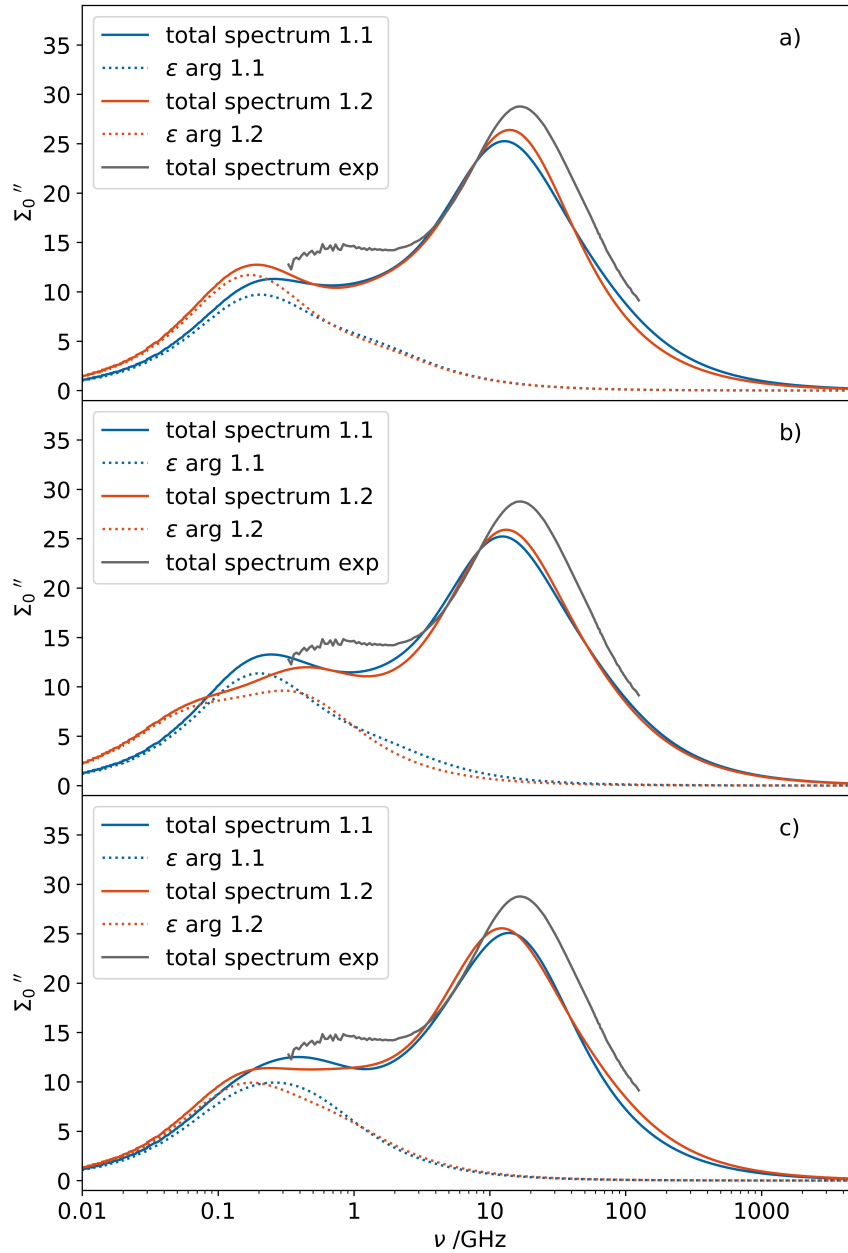 a)
total spectrum 1.1
ε arg 1.1
total spectrum 1.2
ε arg 1.2
total spectrum exp
35
30
25
20
15
10
5
0
Σ₀″
b)
total spectrum 1.1
ε arg 1.1
total spectrum 1.2
ε arg 1.2
total spectrum exp
35
30
25
20
15
10
5
0
Σ₀″
c)
total spectrum 1.1
ε arg 1.1
total spectrum 1.2
ε arg 1.2
total spectrum exp
35
30
25
20
15
10
5
0
Σ₀″
0.01 0.1 1 10 100 1000
ν /GHz